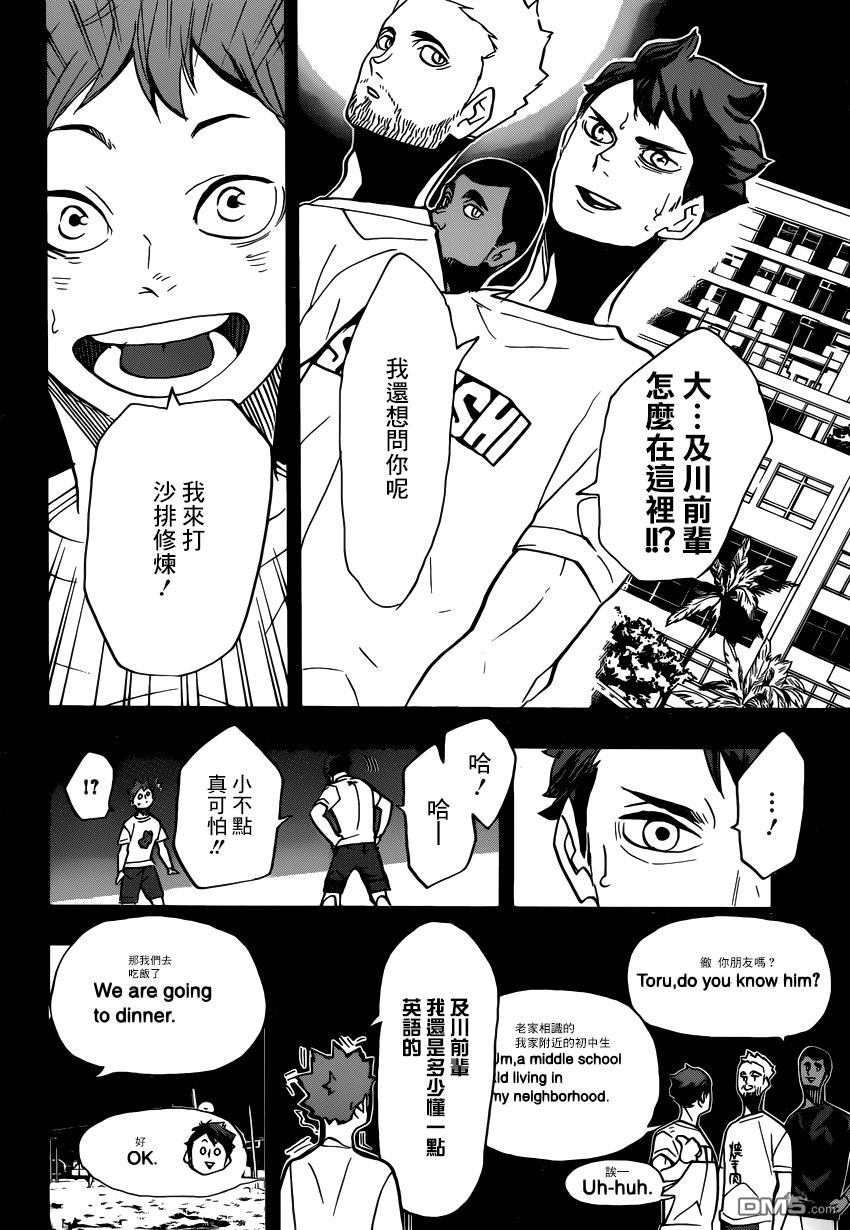 大…及川前輩
怎麼在這裡!!?
我還想問你呢
SHI
我來打
沙排修煉!
…!
哈!
哈—
小不點
真可怕!!
!?
徹 你朋友嗎?
Toru,do you know him?
老家相識的
我家附近的初中生
Um,a middle school
kid living in
my neighborhood.
誒—
Uh-huh.
焼き肉
及川前輩
我還是多少懂一點
英語的
那我們去
吃飯了
We are going
to dinner.
好
OK.
DM5.com